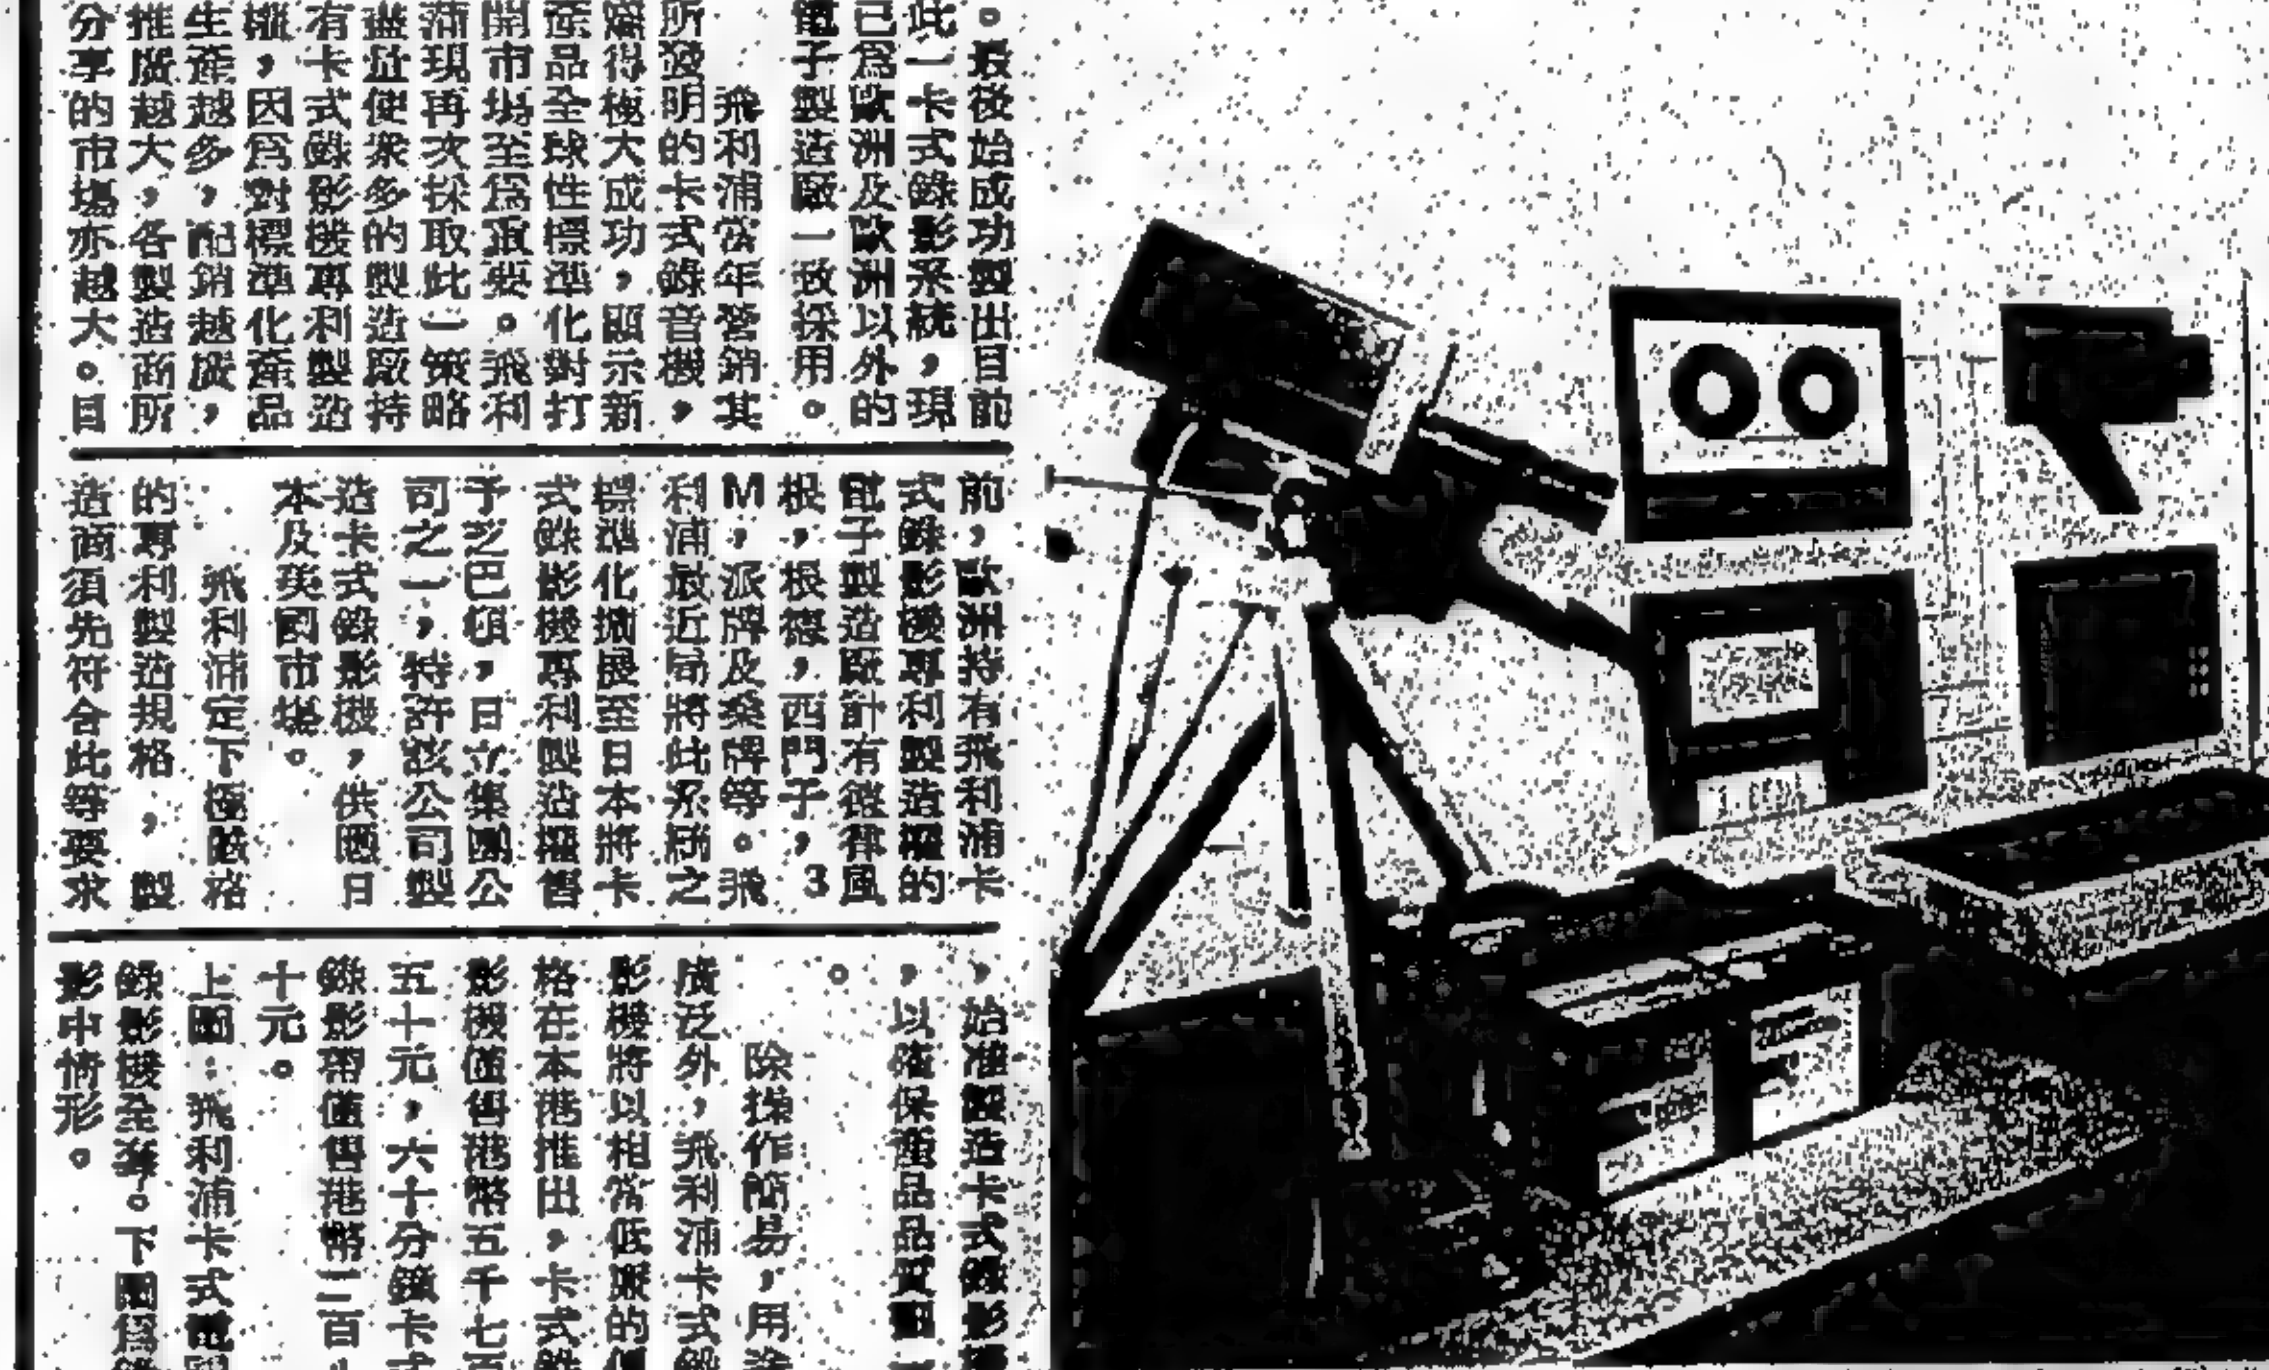 。最後始成功製出目前
此一卡式錄影系統，現
已爲歐洲及歐洲以外的
電子製造廠一致採用。
飛利浦當年營銷其
所發明的卡式錄音機，
獲得極大成功，顯示新
產品全球性標準化對打
開市場至爲重要。飛利
浦現再次採取此一策略
盡量使衆多的製造廠持
有卡式錄影機專利製造
權，因爲對標準化產品
生產越多，配銷越廣，
推廣越大，各製造商所
分享的市場亦越大。目
前，歐洲持有飛利浦卡
式錄影機專利製造權的
電子製造廠計有德律風
根，根德，西門子，3
M，派牌及桑牌等。飛
利浦最近局將此系統之
標準化擴展至日本將卡
式錄影機專利製造權售
予芝巴頓，日立集團公
司之一，特許該公司製
造卡式錄影機，供應日
本及英國市場。
飛利浦定下極嚴格
的專利製造規格，製
造商須先符合此等要求
，始准製造卡式錄影
，以確保產品品質
。
除操作簡易，用途
廣泛外，飛利浦卡式錄
影機將以相當低廉的價
格在本港推出，卡式錄
影機僅售港幣五千七百
五十元，六十分鐘卡式
錄影帶僅售港幣二百
十元。
上圖：飛利浦卡式電視
錄影機全套。下圖爲錄
影中情形。